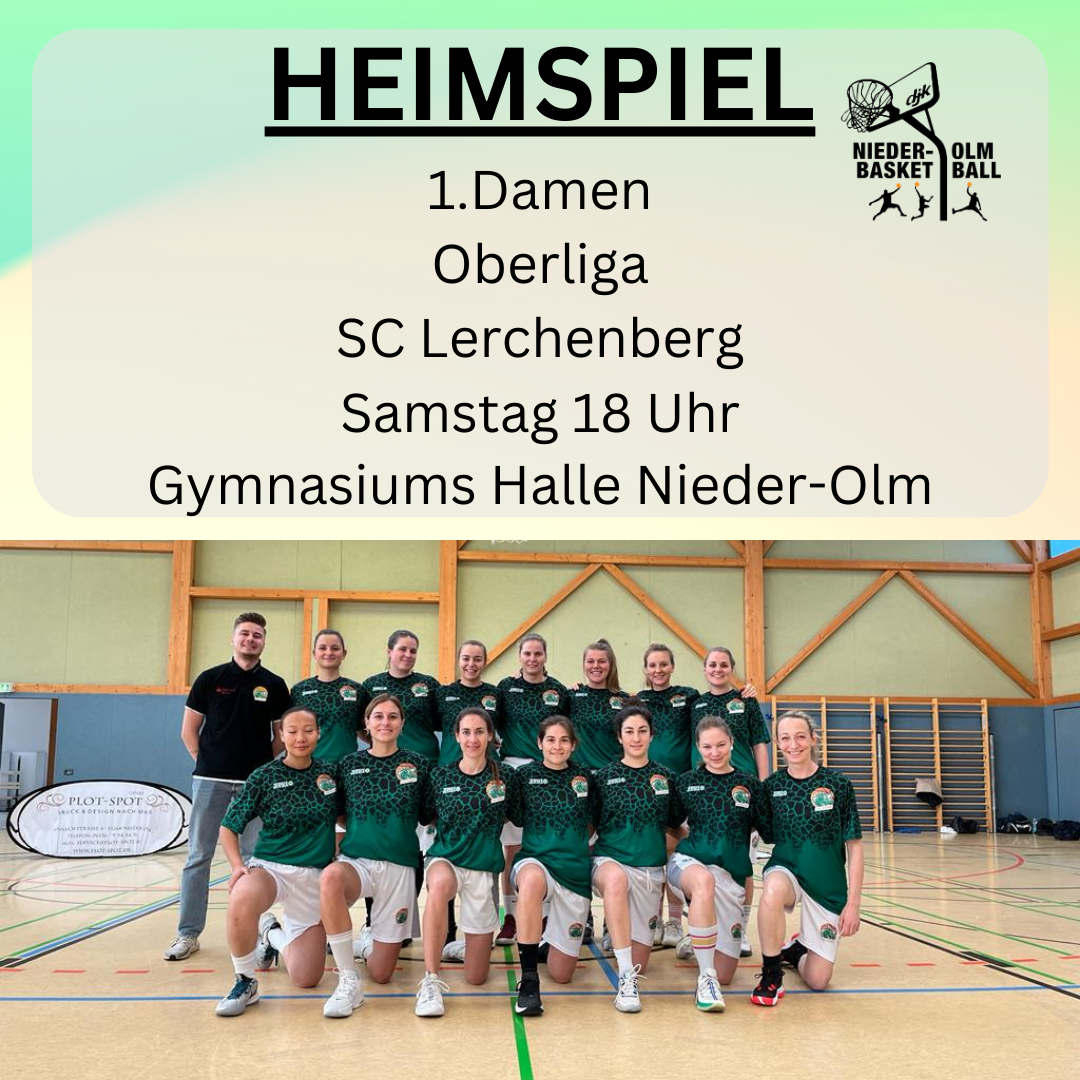 HEIMSPIEL
djk
NIEDER-OLM
BASKETBALL
1.Damen
Oberliga
SC Lerchenberg
Samstag 18 Uhr
Gymnasiums Halle Nieder-Olm
PLOT-SPOT
DRUCK & DESIGN NACH MAß